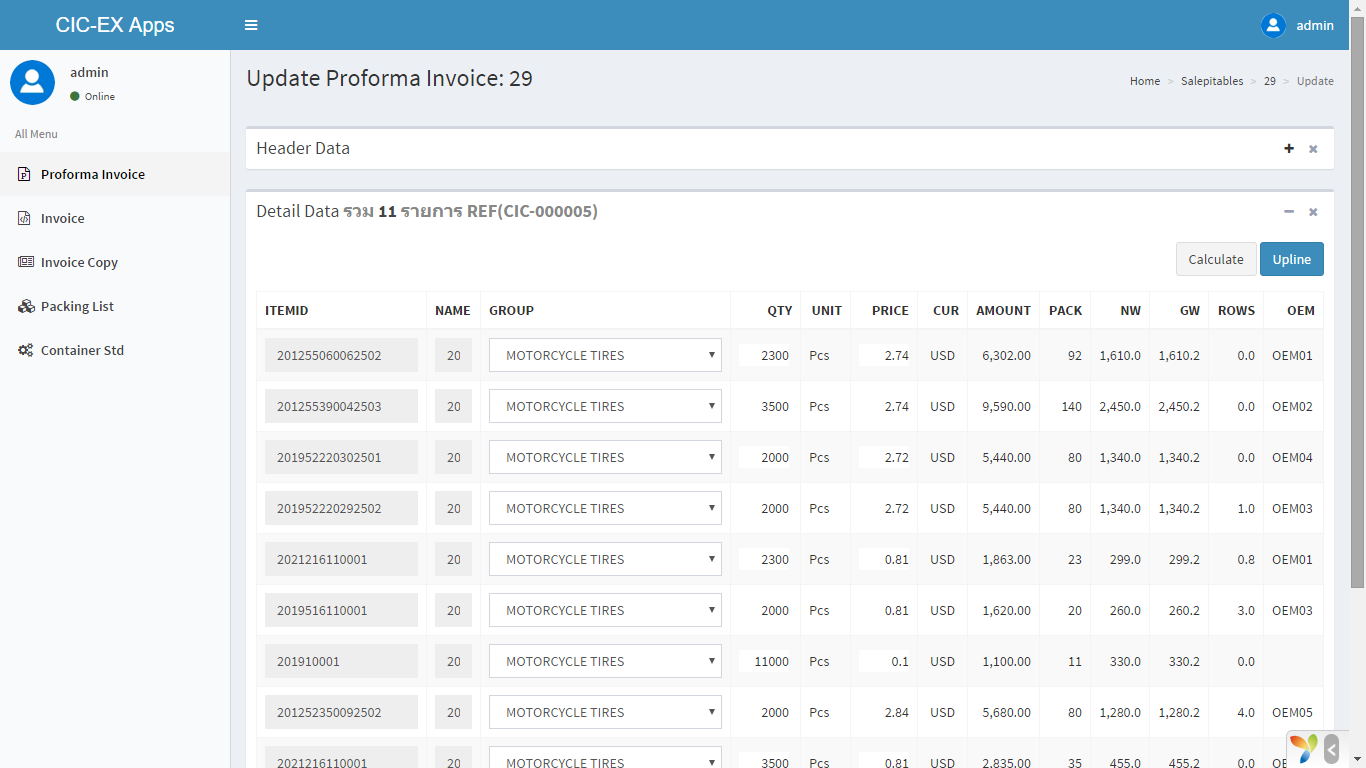 CIC-EX Apps
admin
admin
Online
All Menu
Proforma Invoice
Invoice
Invoice Copy
Packing List
Container Std
Update Proforma Invoice: 29
Home > Salepitables > 29 > Update
Header Data
Detail Data รวม 11 รายการ REF(CIC-000005)
Calculate Upline
ITEMID NAME GROUP QTY UNIT PRICE CUR AMOUNT PACK NW GW ROWS OEM
201255060062502 20 MOTORCYCLE TIRES 2300 Pcs 2.74 USD 6,302.00 92 1,610.0 1,610.2 0.0 OEM01
201255390042503 20 MOTORCYCLE TIRES 3500 Pcs 2.74 USD 9,590.00 140 2,450.0 2,450.2 0.0 OEM02
201952220302501 20 MOTORCYCLE TIRES 2000 Pcs 2.72 USD 5,440.00 80 1,340.0 1,340.2 0.0 OEM04
201952220292502 20 MOTORCYCLE TIRES 2000 Pcs 2.72 USD 5,440.00 80 1,340.0 1,340.2 1.0 OEM03
2021216110001 20 MOTORCYCLE TIRES 2300 Pcs 0.81 USD 1,863.00 23 299.0 299.2 0.8 OEM01
2019516110001 20 MOTORCYCLE TIRES 2000 Pcs 0.81 USD 1,620.00 20 260.0 260.2 3.0 OEM03
201910001 20 MOTORCYCLE TIRES 11000 Pcs 0.1 USD 1,100.00 11 330.0 330.2 0.0
201252350092502 20 MOTORCYCLE TIRES 2000 Pcs 2.84 USD 5,680.00 80 1,280.0 1,280.2 4.0 OEM05
2021216110001 20 MOTORCYCLE TIRES 3500 Pcs 0.81 USD 2,835.00 35 455.0 455.2 0.0